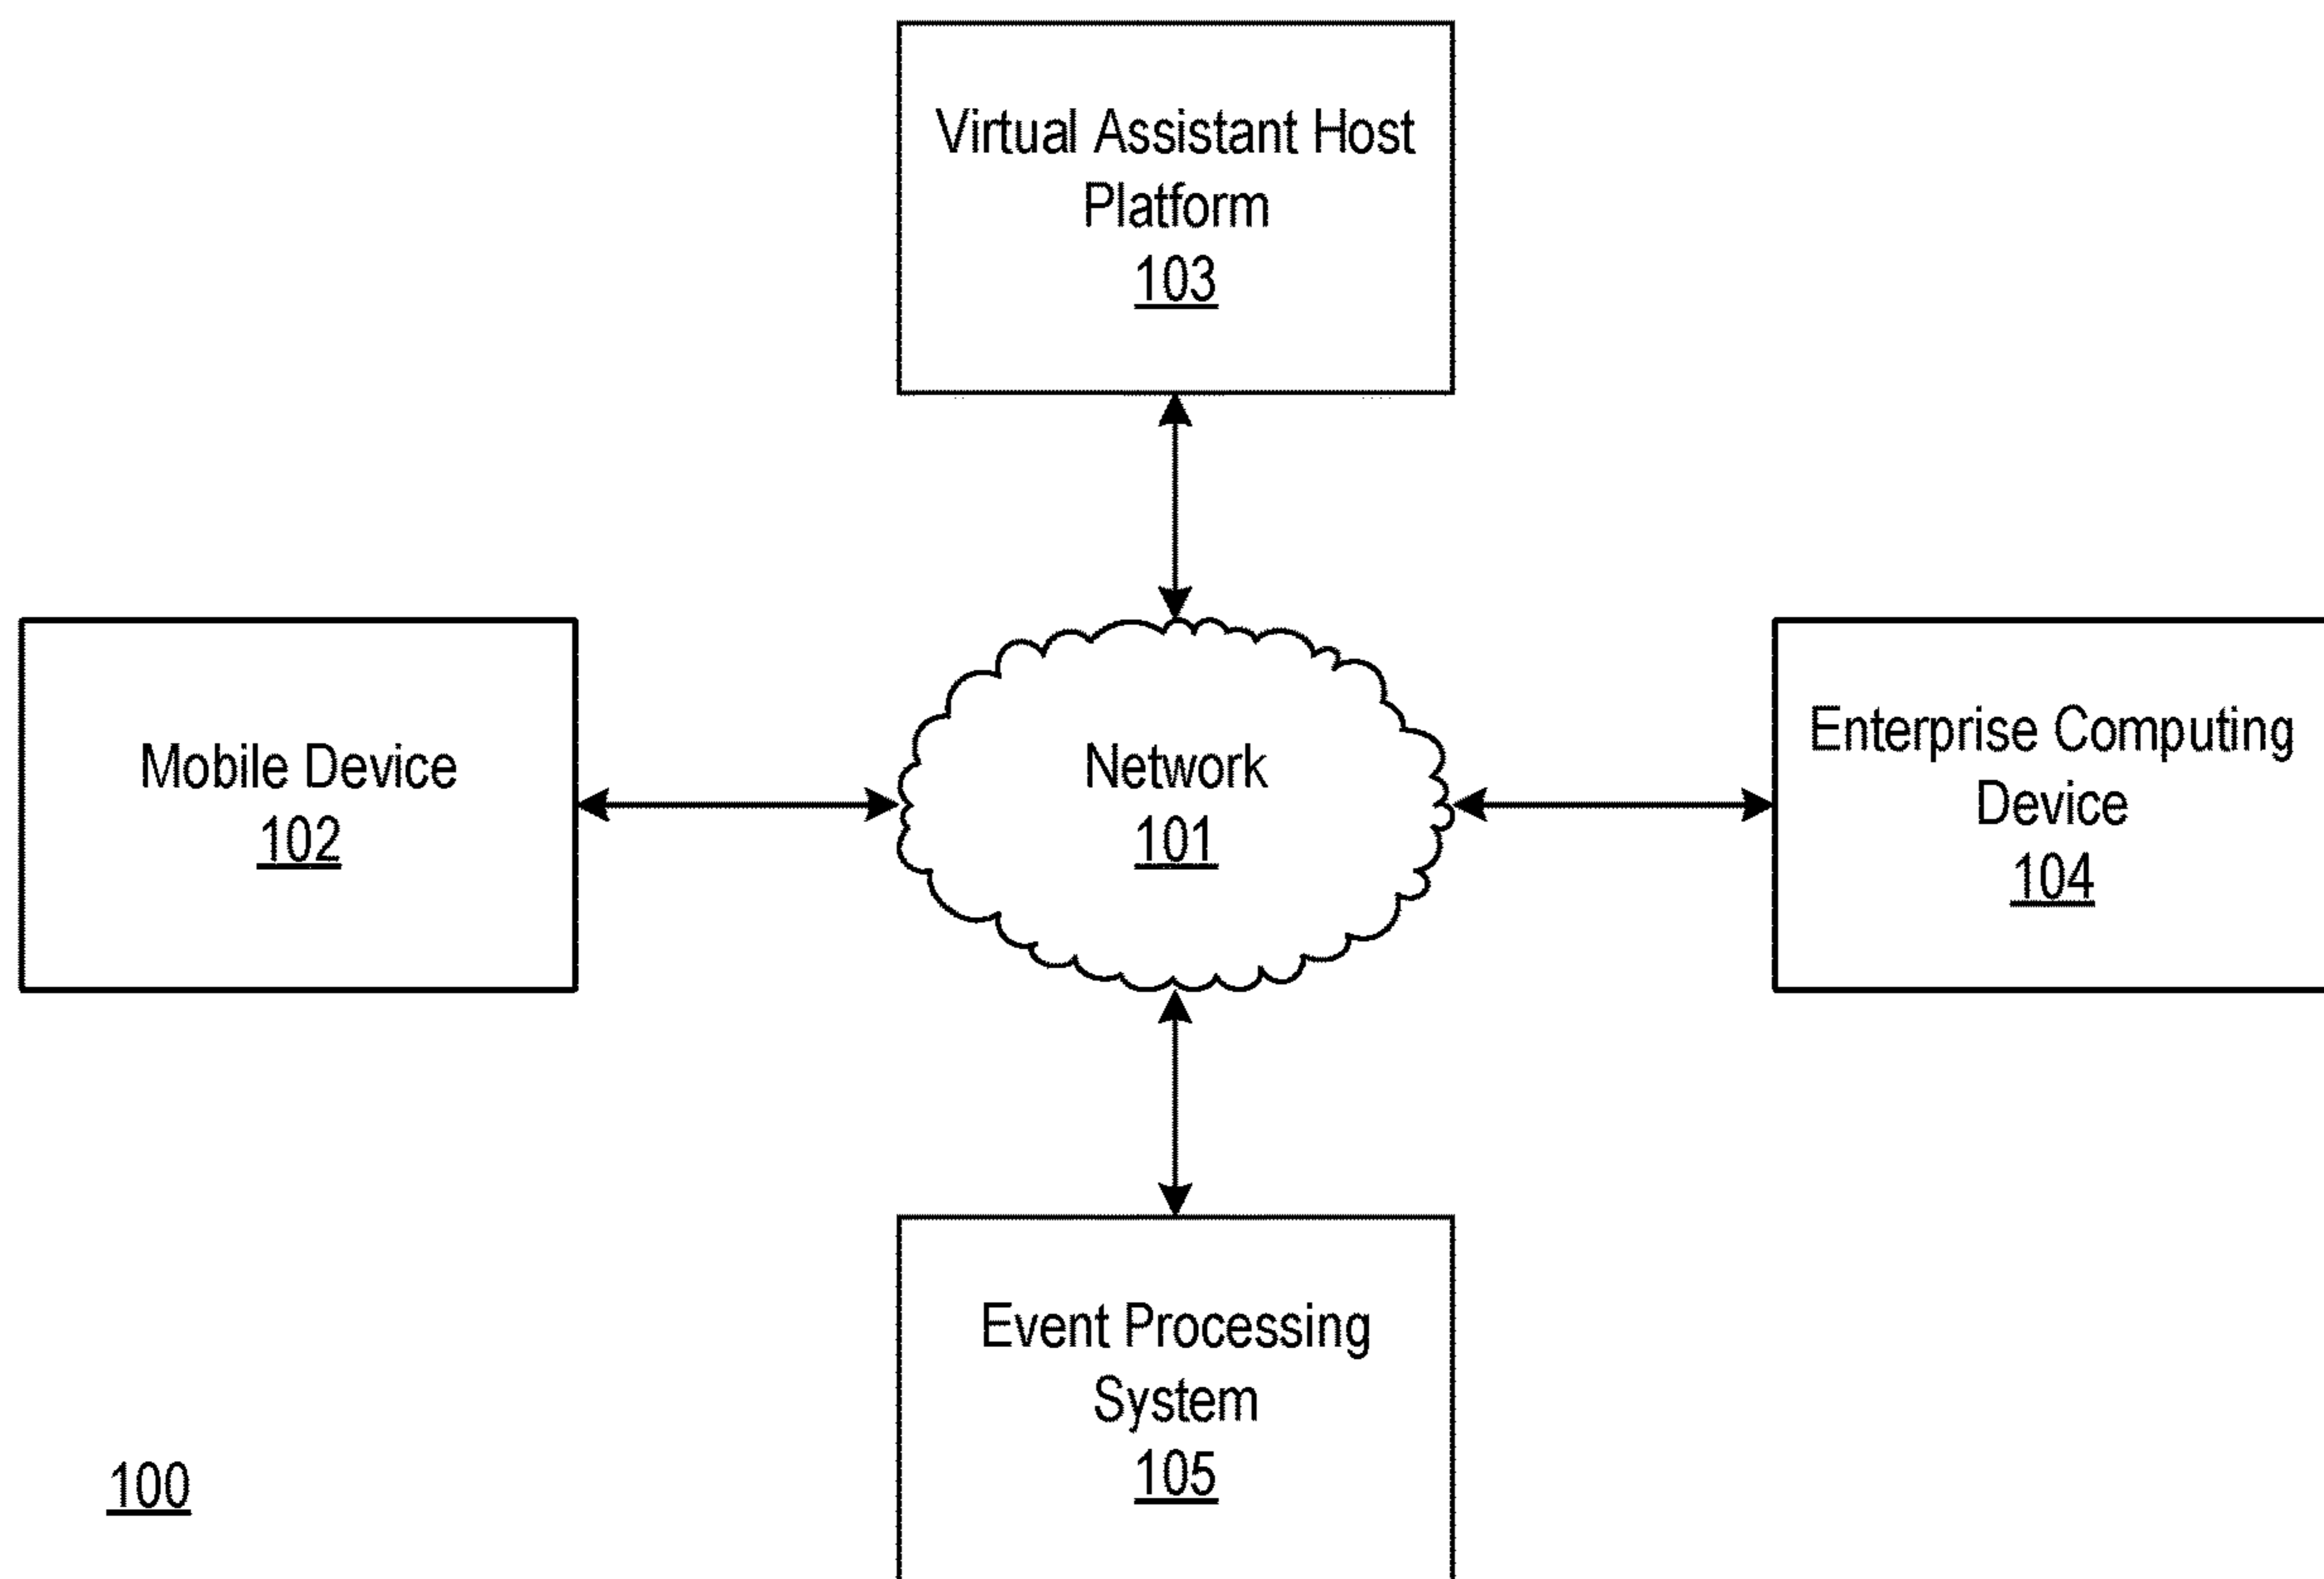 Virtual Assistant Host
Platform
103
Mobile Device
102
Network
101
Enterprise Computing
Device
104
Event Processing
System
105
100